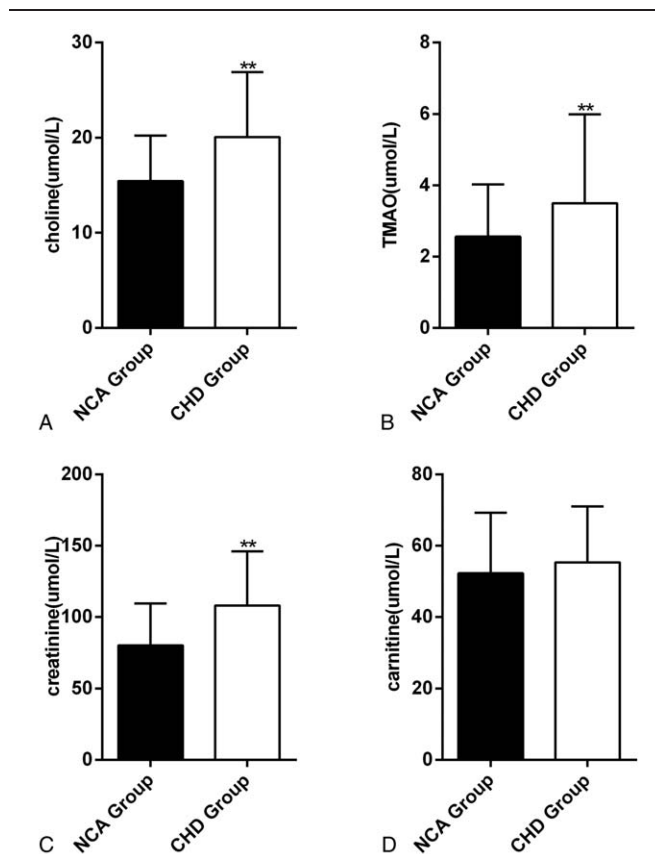 30
20
10
0
choline(umol/L)
**
NCA Group
CHD Group
A
8
6
4
2
0
TMAO(umol/L)
**
NCA Group
CHD Group
B
200
150
100
50
0
creatinine(umol/L)
**
NCA Group
CHD Group
C
80
60
40
20
0
carnitine(umol/L)
NCA Group
CHD Group
D